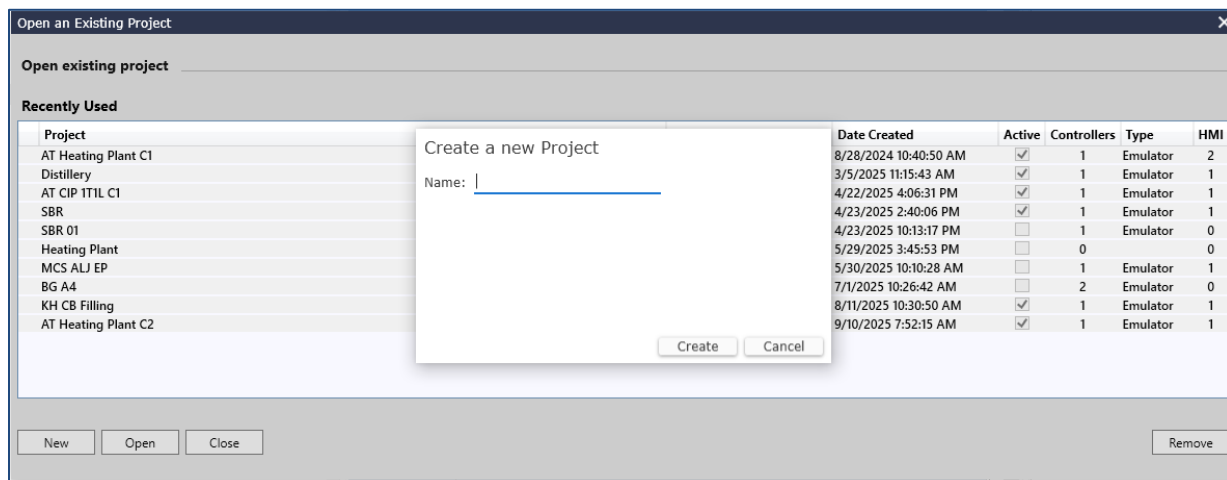 Open an Existing Project
Open existing project
Recently Used
Project Date Created Active Controllers Type HMI
AT Heating Plant C1 8/28/2024 10:40:50 AM 1 Emulator 2
Distillery 3/5/2025 11:15:43 AM 1 Emulator 1
AT CIP 1T1L C1 4/22/2025 4:06:31 PM 1 Emulator 1
SBR 4/23/2025 2:40:06 PM 1 Emulator 1
SBR 01 4/23/2025 10:13:17 PM 1 Emulator 0
Heating Plant 5/29/2025 3:45:53 PM 0 0
MCS ALJ EP 5/30/2025 10:10:28 AM 1 Emulator 1
BG A4 7/1/2025 10:26:42 AM 2 Emulator 0
KH CB Filling 8/11/2025 10:30:50 AM 1 Emulator 1
AT Heating Plant C2 9/10/2025 7:52:15 AM 1 Emulator 1
Create a new Project
Name:
Create Cancel
New Open Close Remove